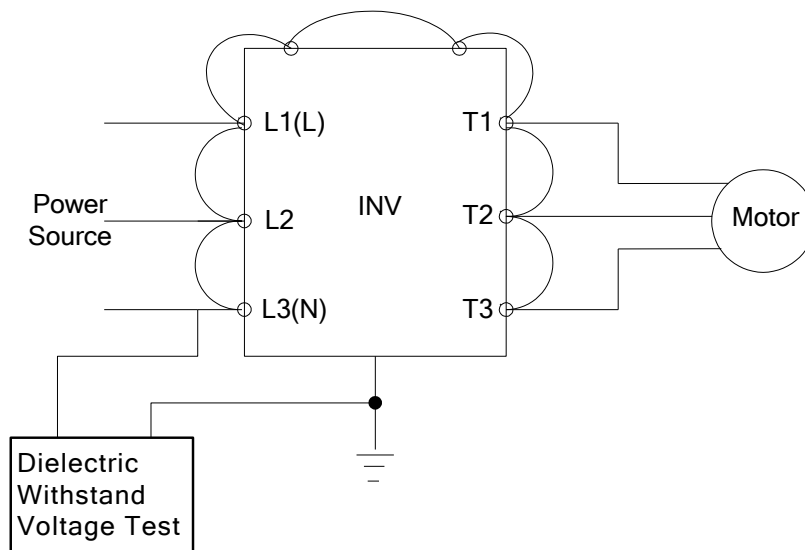 L1(L)
T1
Power
Source
L2
INV
T2
Motor
L3(N)
T3
Dielectric
Withstand
Voltage Test